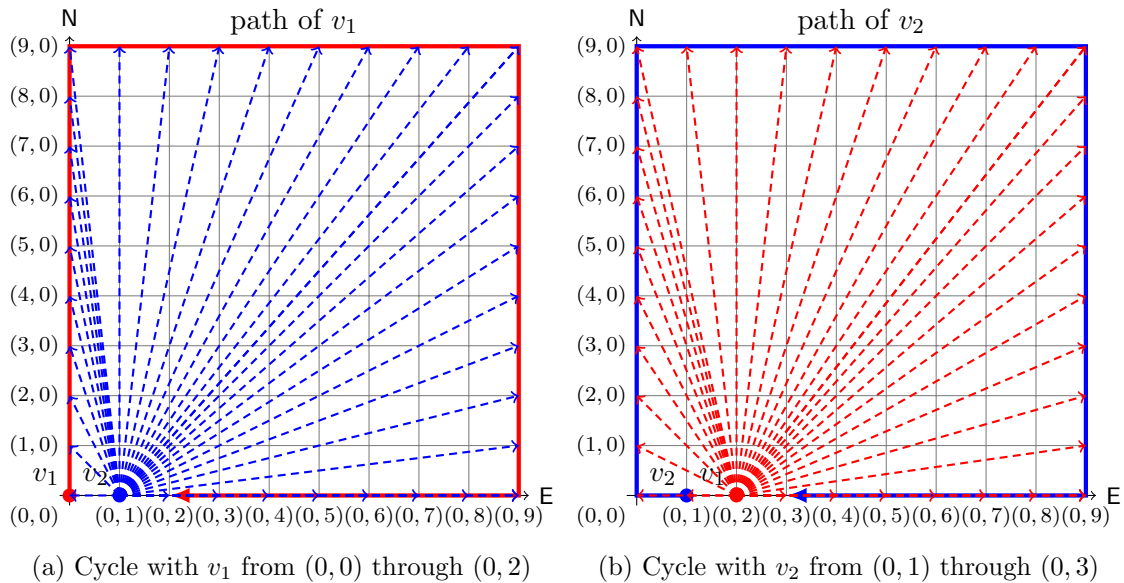 N
path of v₁
(9, 0)
(8, 0)
(7, 0)
(6, 0)
(5, 0)
(4, 0)
(3, 0)
(2, 0)
(1, 0)
v₁ v₂
E
(0, 0) (0, 1)(0, 2)(0, 3)(0, 4)(0, 5)(0, 6)(0, 7)(0, 8)(0, 9)
(a) Cycle with v₁ from (0, 0) through (0, 2)
N
path of v₂
(9, 0)
(8, 0)
(7, 0)
(6, 0)
(5, 0)
(4, 0)
(3, 0)
(2, 0)
(1, 0)
v₂ v₁
E
(0, 0) (0, 1)(0, 2)(0, 3)(0, 4)(0, 5)(0, 6)(0, 7)(0, 8)(0, 9)
(b) Cycle with v₂ from (0, 1) through (0, 3)